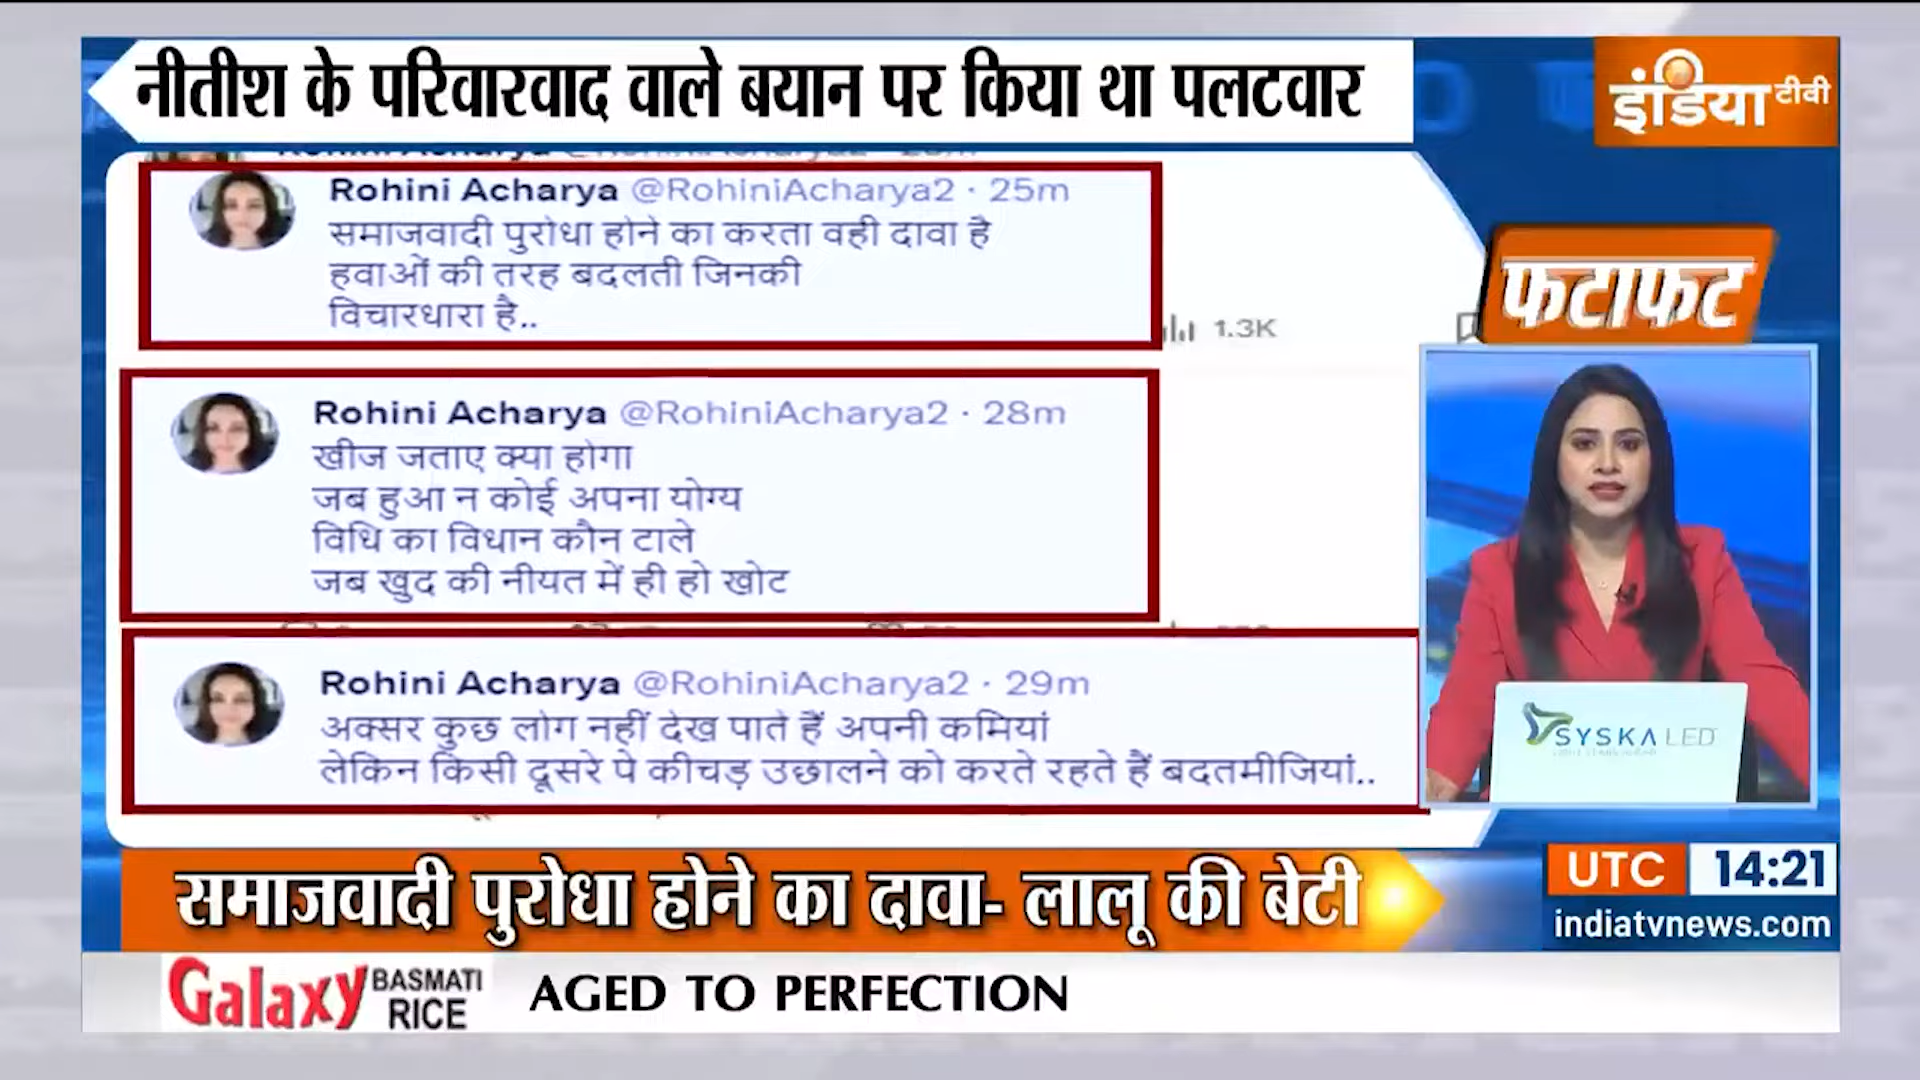 नीतीश के परिवारवाद वाले बयान पर किया था पलटवार
इंडिया टीवी
Rohini Acharya @RohiniAcharya2 · 25m
समाजवादी पुरोधा होने का करता वही दावा है
हवाओं की तरह बदलती जिनकी
विचारधारा है..
1.3K
फटाफट
Rohini Acharya @RohiniAcharya2 · 28m
खीज जताए क्या होगा
जब हुआ न कोई अपना योग्य
विधि का विधान कौन टाले
जब खुद की नीयत में ही हो खोट
Rohini Acharya @RohiniAcharya2 · 29m
अक्सर कुछ लोग नहीं देख पाते हैं अपनी कमियां
लेकिन किसी दूसरे पे कीचड़ उछालने को करते रहते हैं बदतमीजियां..
SYSKA LED
समाजवादी पुरोधा होने का दावा- लालू की बेटी
UTC 14:21
indiatvnews.com
Galaxy BASMATI RICE
AGED TO PERFECTION